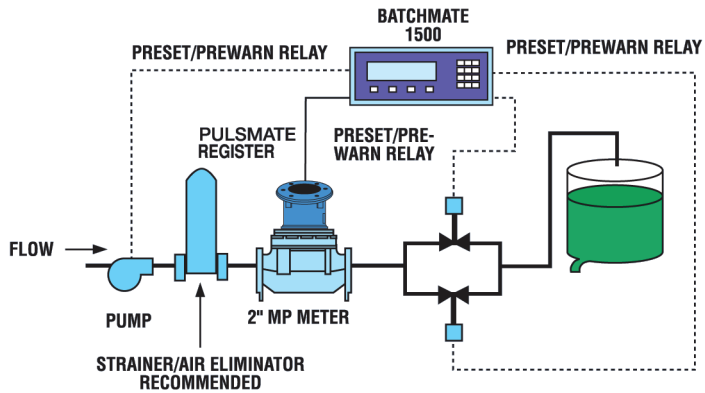 BATCHMATE
1500
PRESET/PREWARN RELAY
PRESET/PREWARN RELAY
PULSMATE
REGISTER
PRESET/PRE-
WARN RELAY
FLOW
PUMP
2" MP METER
STRAINER/AIR ELIMINATOR
RECOMMENDED